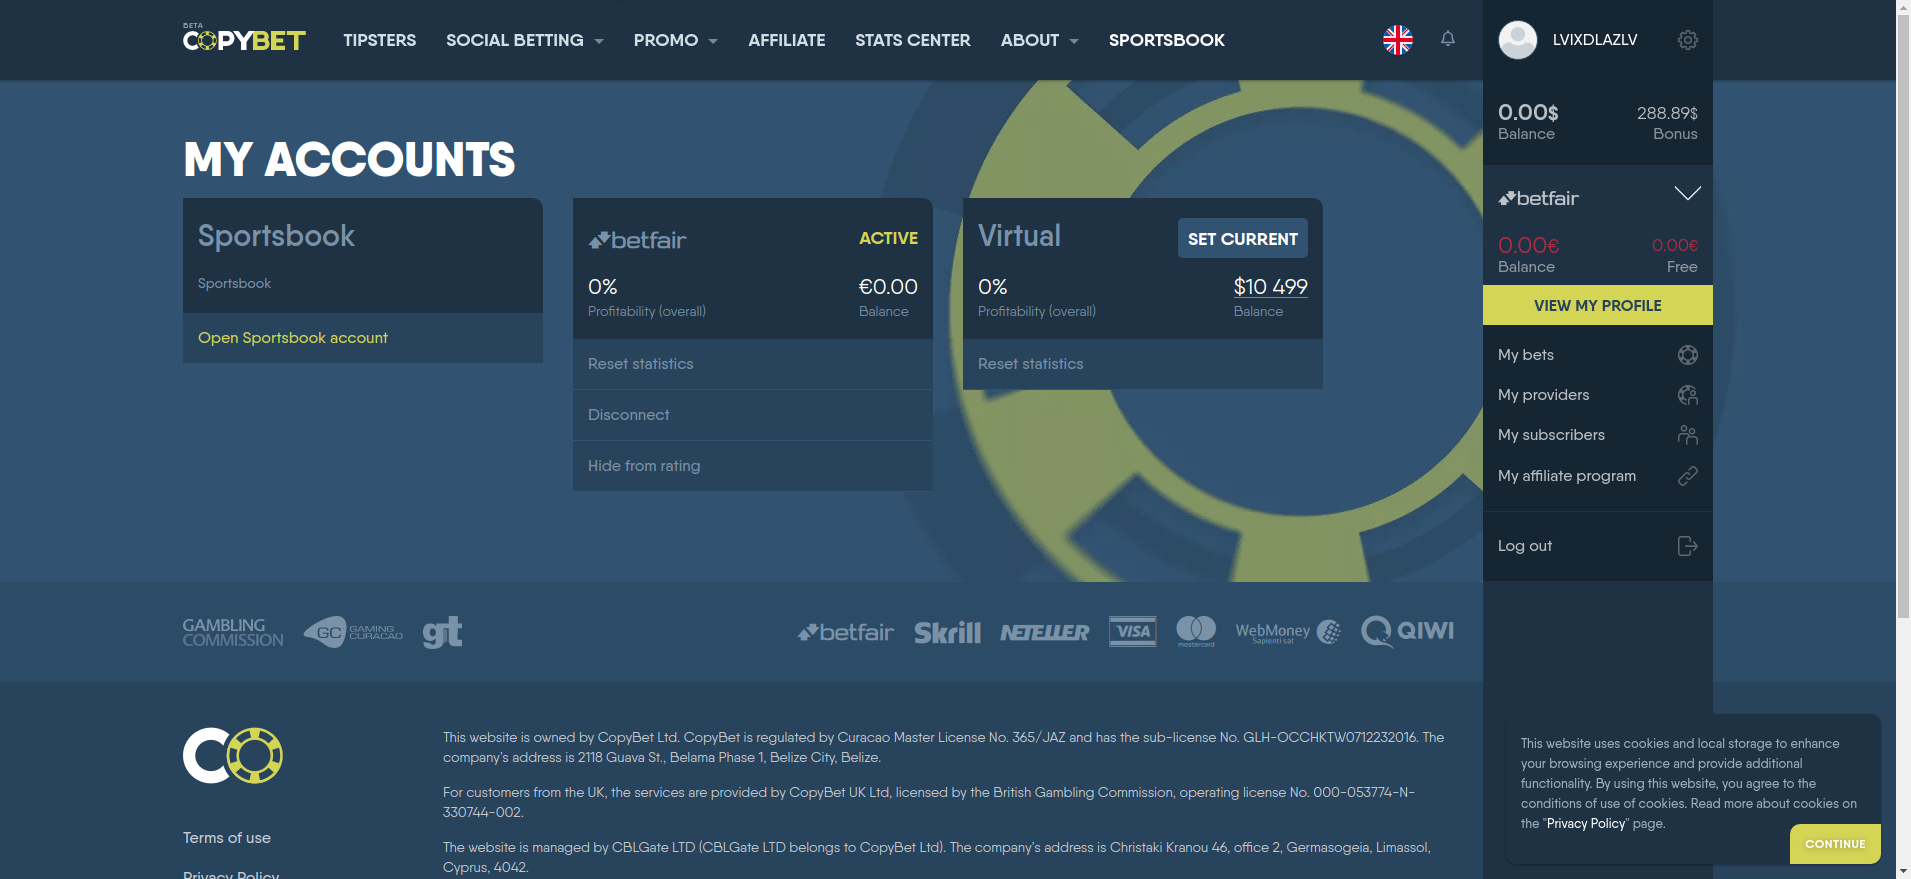 BETA
COPYBET
TIPSTERS
SOCIAL BETTING
PROMO
AFFILIATE
STATS CENTER
ABOUT
SPORTSBOOK
LVIXDLAZLV
0.00$
288.89$
Balance
Bonus
betfair
0.00€
0.00€
Balance
Free
VIEW MY PROFILE
My bets
My providers
My subscribers
My affiliate program
Log out
MY ACCOUNTS
Sportsbook
Sportsbook
Open Sportsbook account
betfair
ACTIVE
0%
€0.00
Profitability (overall)
Balance
Reset statistics
Disconnect
Hide from rating
Virtual
SET CURRENT
0%
$10 499
Profitability (overall)
Balance
Reset statistics
GAMBLING
COMMISSION
GC
GAMING
CURACAO
gt
betfair
Skrill
NETELLER
VISA
mastercard
WebMoney
Sapienti sat
QIWI
CO
Terms of use
Privacy Policy
This website is owned by CopyBet Ltd. CopyBet is regulated by Curacao Master License No. 365/JAZ and has the sub-license No. GLH-OCCHKTW0712232016. The
company's address is 2118 Guava St., Belama Phase 1, Belize City, Belize.
For customers from the UK, the services are provided by CopyBet UK Ltd, licensed by the British Gambling Commission, operating license No. 000-053774-N-
330744-002.
The website is managed by CBLGate LTD (CBLGate LTD belongs to CopyBet Ltd). The company's address is Christaki Kranou 46, office 2, Germasogeia, Limassol,
Cyprus, 4042.
This website uses cookies and local storage to enhance
your browsing experience and provide additional
functionality. By using this website, you agree to the
conditions of use of cookies. Read more about cookies on
the "Privacy Policy" page.
CONTINUE